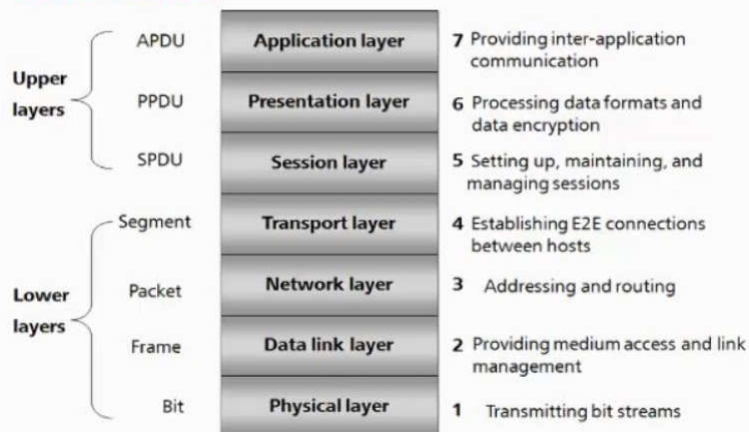 APDU Application layer 7 Providing inter-application
communication
Upper
layers
PPDU Presentation layer 6 Processing data formats and
data encryption
SPDU Session layer 5 Setting up, maintaining, and
managing sessions
Segment Transport layer 4 Establishing E2E connections
between hosts
Lower
layers
Packet Network layer 3 Addressing and routing
Frame Data link layer 2 Providing medium access and link
management
Bit Physical layer 1 Transmitting bit streams